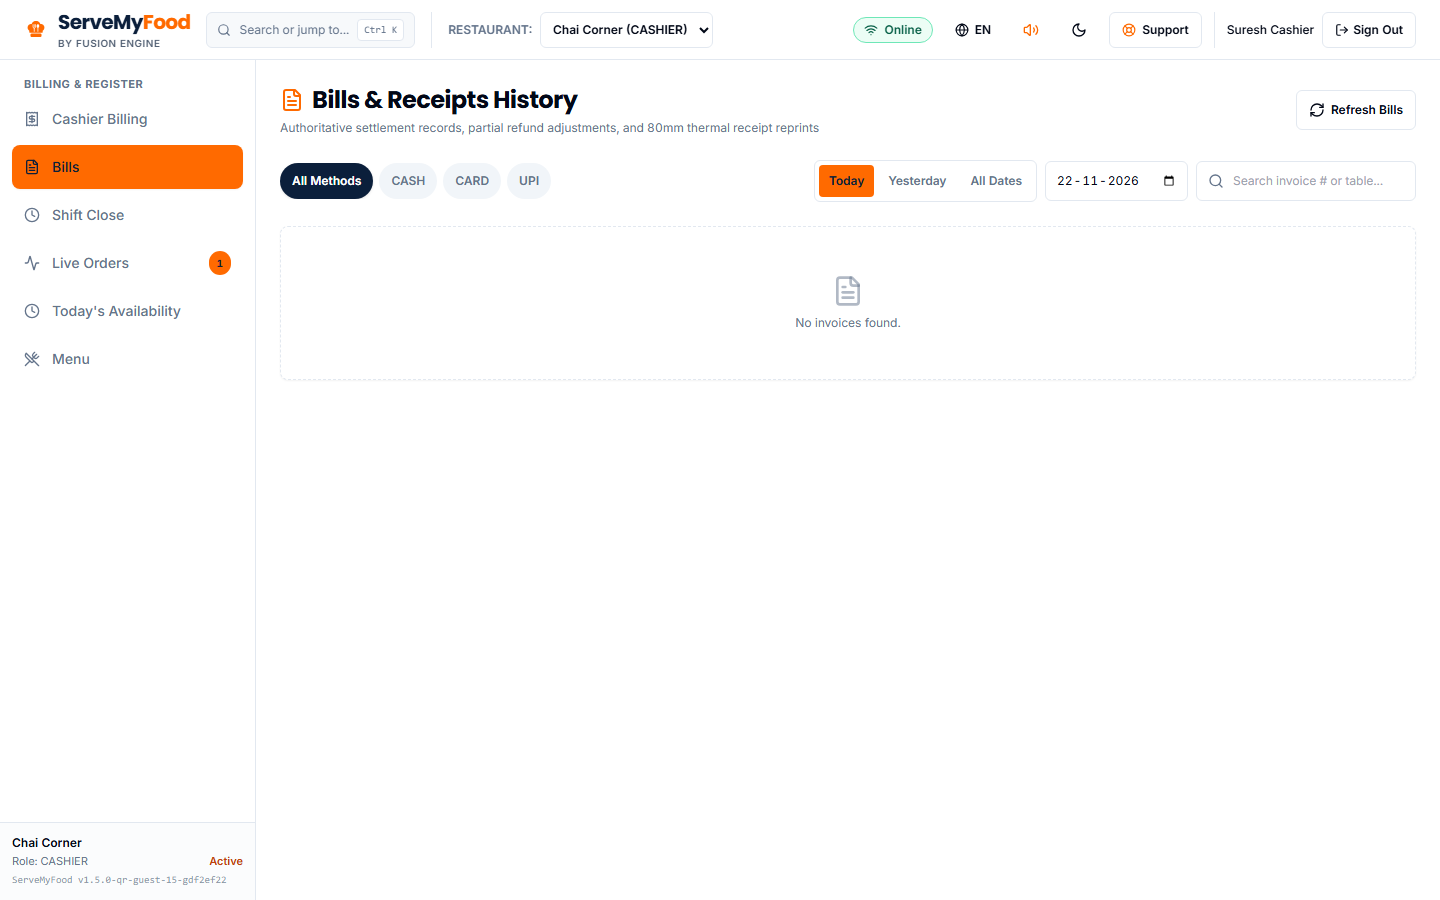 ServeMyFood
BY FUSION ENGINE
Search or jump to...
Ctrl K
RESTAURANT:
Chai Corner (CASHIER)
Online
EN
Support
Suresh Cashier
Sign Out
BILLING & REGISTER
Cashier Billing
Bills
Shift Close
Live Orders
1
Today's Availability
Menu
Bills & Receipts History
Authoritative settlement records, partial refund adjustments, and 80mm thermal receipt reprints
Refresh Bills
All Methods
CASH
CARD
UPI
Today
Yesterday
All Dates
22-11-2026
Search invoice # or table...
No invoices found.
Chai Corner
Role: CASHIER
Active
ServeMyFood v1.5.0-qr-guest-15-gdf2ef22